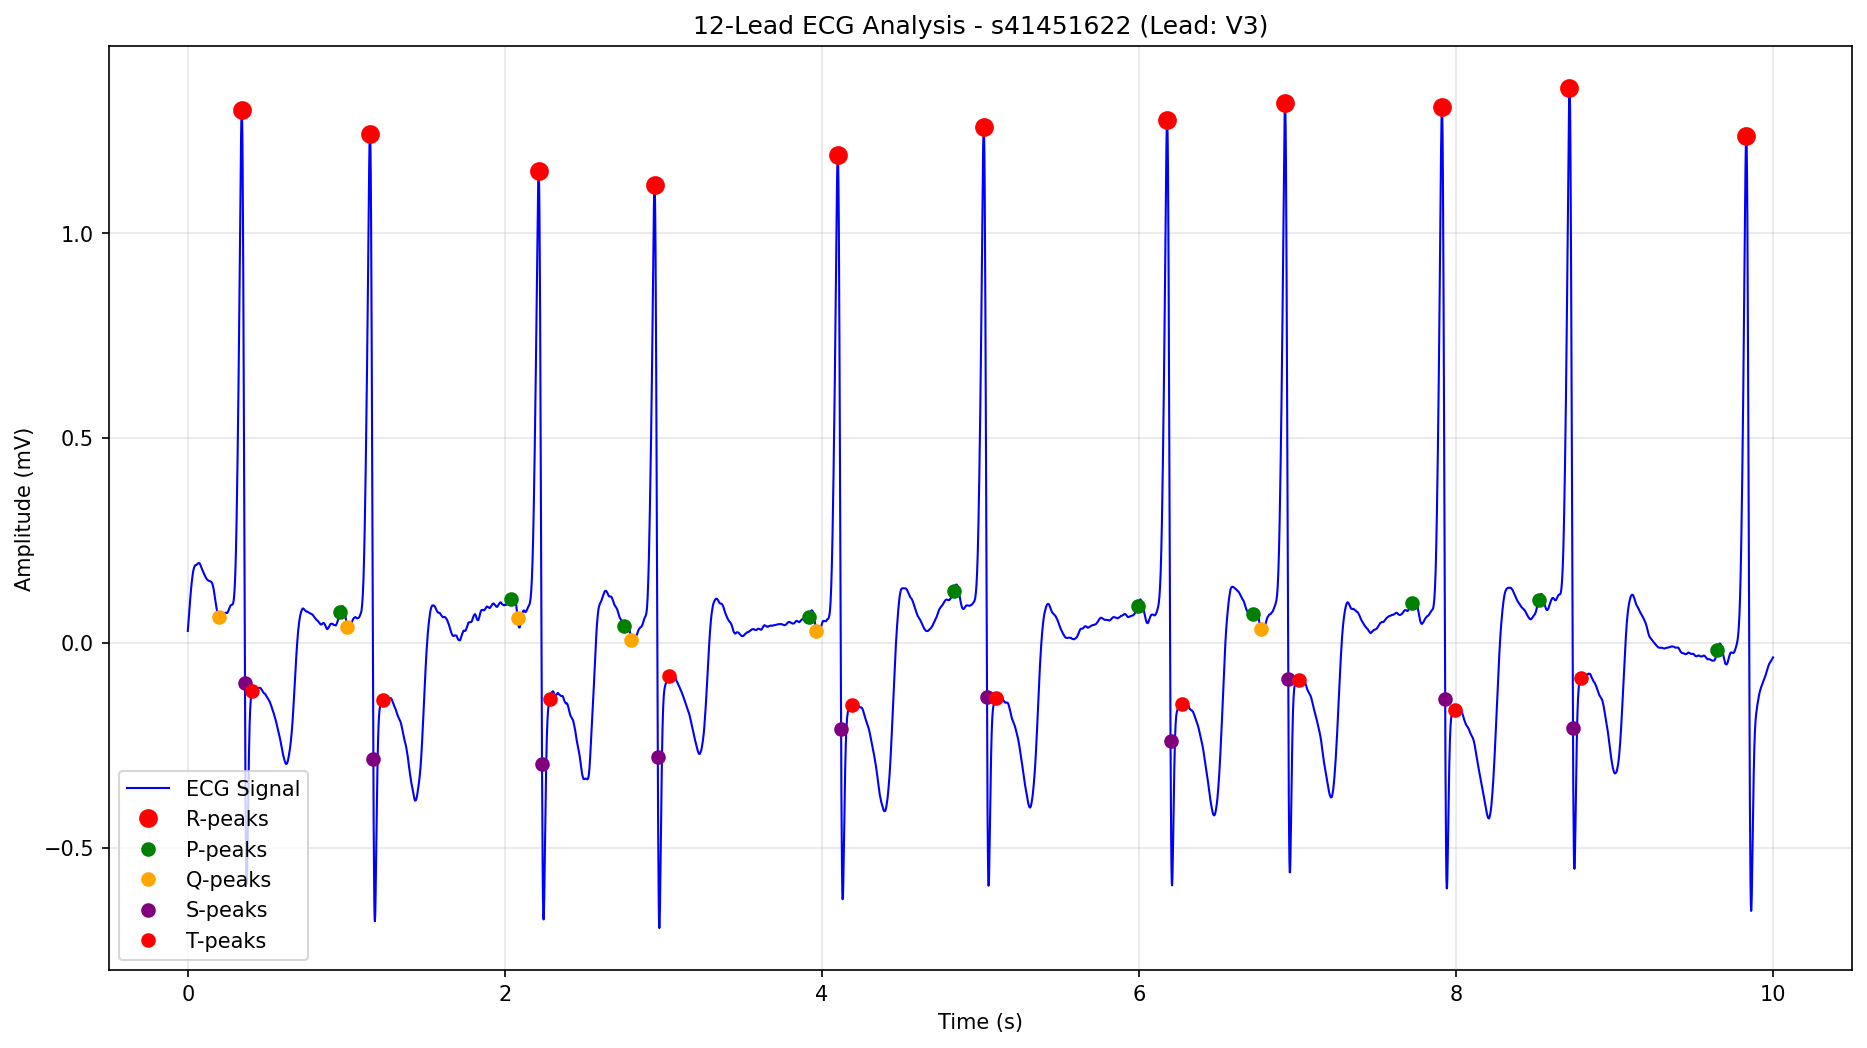 12-Lead ECG Analysis - s41451622 (Lead: V3)
Amplitude (mV)
1.0
0.5
0.0
−0.5
ECG Signal
R-peaks
P-peaks
Q-peaks
S-peaks
T-peaks
0 2 4 6 8 10
Time (s)